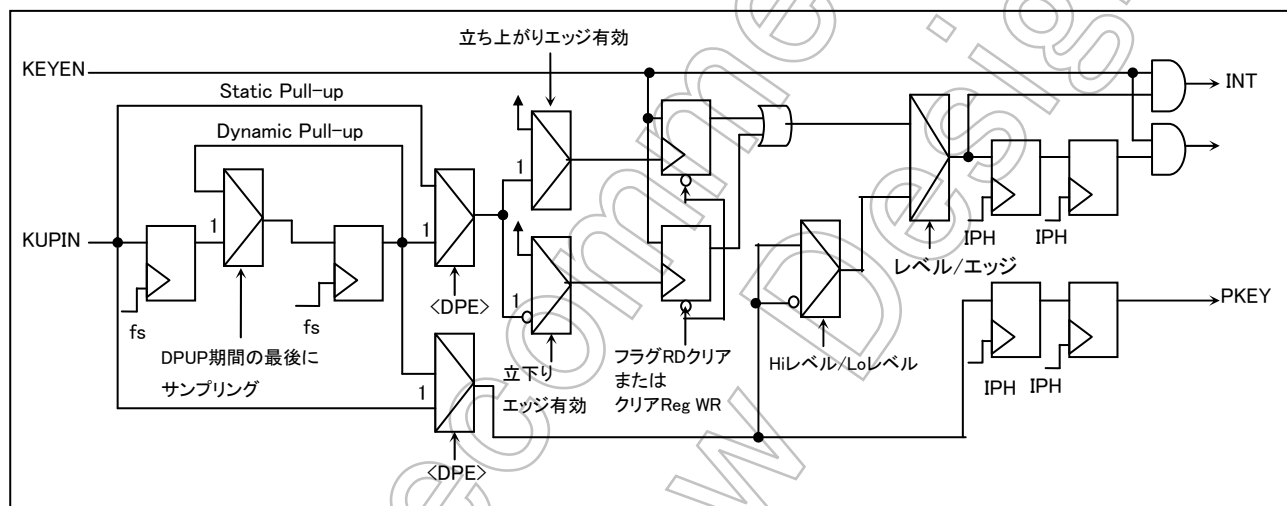 立ち上がりエッジ有効
KEYEN
INT
Static Pull-up
Dynamic Pull-up
1
1
1
KUPIN
1
IPH
IPH
レベル/エッジ
<DPE>
fs
fs
PKEY
DPUP期間の最後に
サンプリング
1
立下り
エッジ有効
フラグRDクリア
または
クリアReg WR
Hiレベル/Loレベル
IPH
IPH
<DPE>